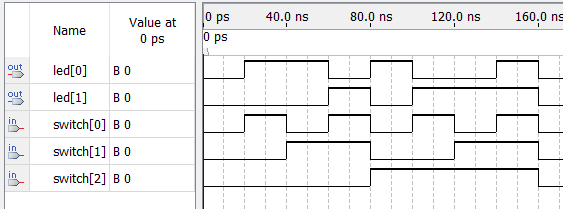 Name Value at 0 ps
0 ps 40.0 ns 80.0 ns 120.0 ns 160.0 ns
0 ps
out led[0] B 0
out led[1] B 0
in switch[0] B 0
in switch[1] B 0
in switch[2] B 0